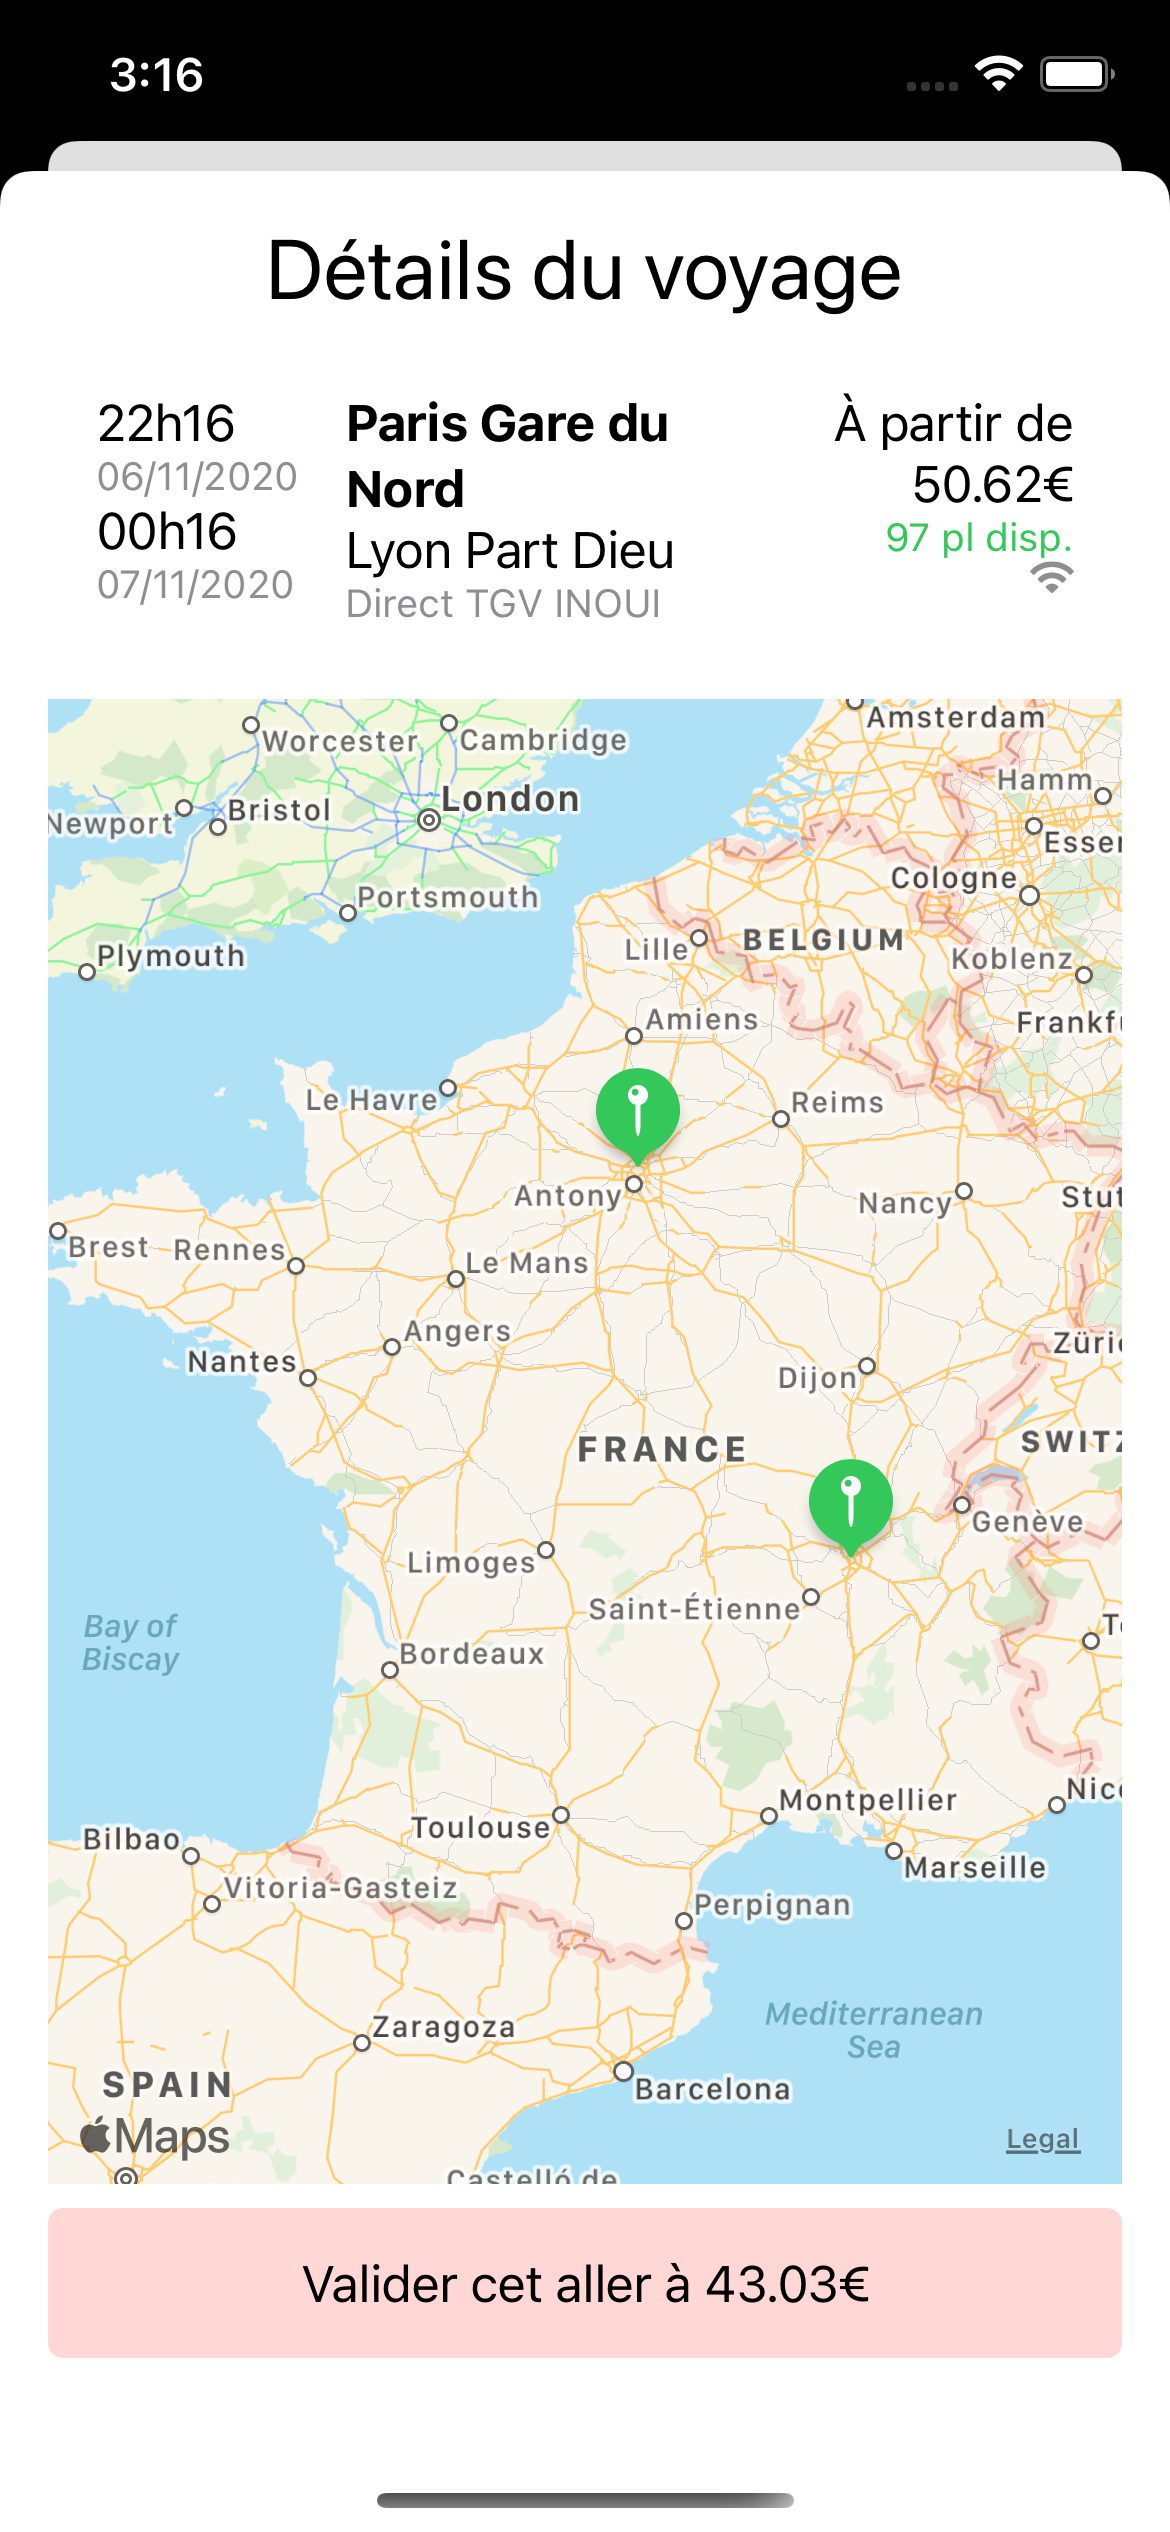 3:16
Détails du voyage
22h16
06/11/2020
00h16
07/11/2020
Paris Gare du
Nord
Lyon Part Dieu
Direct TGV INOUI
À partir de
50.62€
97 pl disp.
Amsterdam
Worcester
Cambridge
Hamm
London
Bristol
Newport
Essen
Cologne
Portsmouth
Lille
BELGIUM
Plymouth
Koblenz
Amiens
Frankfu
Le Havre
Reims
Antony
Nancy
Stut
Brest
Rennes
Le Mans
Angers
Züri
Nantes
Dijon
FRANCE
SWITZ
Genève
Limoges
Saint-Étienne
Bay of
Biscay
T
Bordeaux
Nice
Montpellier
Toulouse
Bilbao
Marseille
Vitoria-Gasteiz
Perpignan
Mediterranean
Sea
Zaragoza
SPAIN
Barcelona
Maps
Legal
Castelló de
Valider cet aller à 43.03€